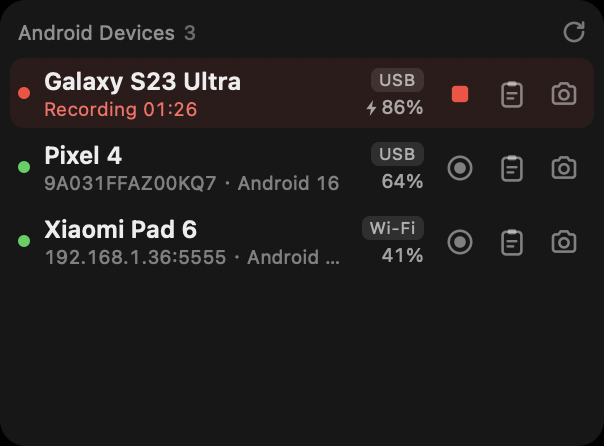 Android Devices 3
Galaxy S23 Ultra USB
Recording 01:26 86%
Pixel 4 USB
9A031FFAZ00KQ7 · Android 16 64%
Xiaomi Pad 6 Wi-Fi
192.168.1.36:5555 · Android ... 41%